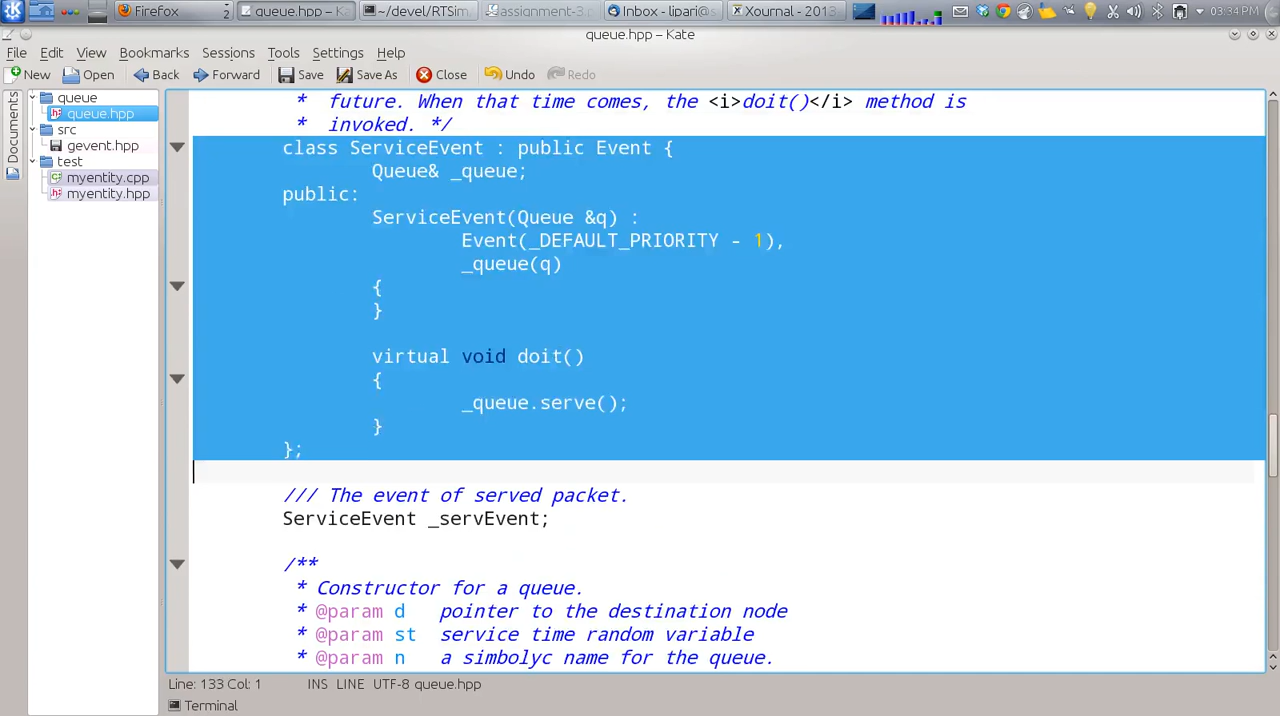 Firefox 2 queue.hpp – Ka ~/devel/RTSim assignment-3.p Inbox - lipari@ Xournal - 2013 03:34 PM
queue.hpp – Kate
File Edit View Bookmarks Sessions Tools Settings Help
New Open Back Forward Save Save As Close Undo Redo
Documents
queue
queue.hpp
src
gevent.hpp
test
myentity.cpp
myentity.hpp
* future. When that time comes, the <i>doit()</i> method is
* invoked. */
class ServiceEvent : public Event {
Queue& _queue;
public:
ServiceEvent(Queue &q) :
Event(_DEFAULT_PRIORITY - 1),
_queue(q)
{
}
virtual void doit()
{
_queue.serve();
}
};
/// The event of served packet.
ServiceEvent _servEvent;
/**
* Constructor for a queue.
* @param d pointer to the destination node
* @param st service time random variable
* @param n a simbolyc name for the queue.
Line: 133 Col: 1 INS LINE UTF-8 queue.hpp
Terminal